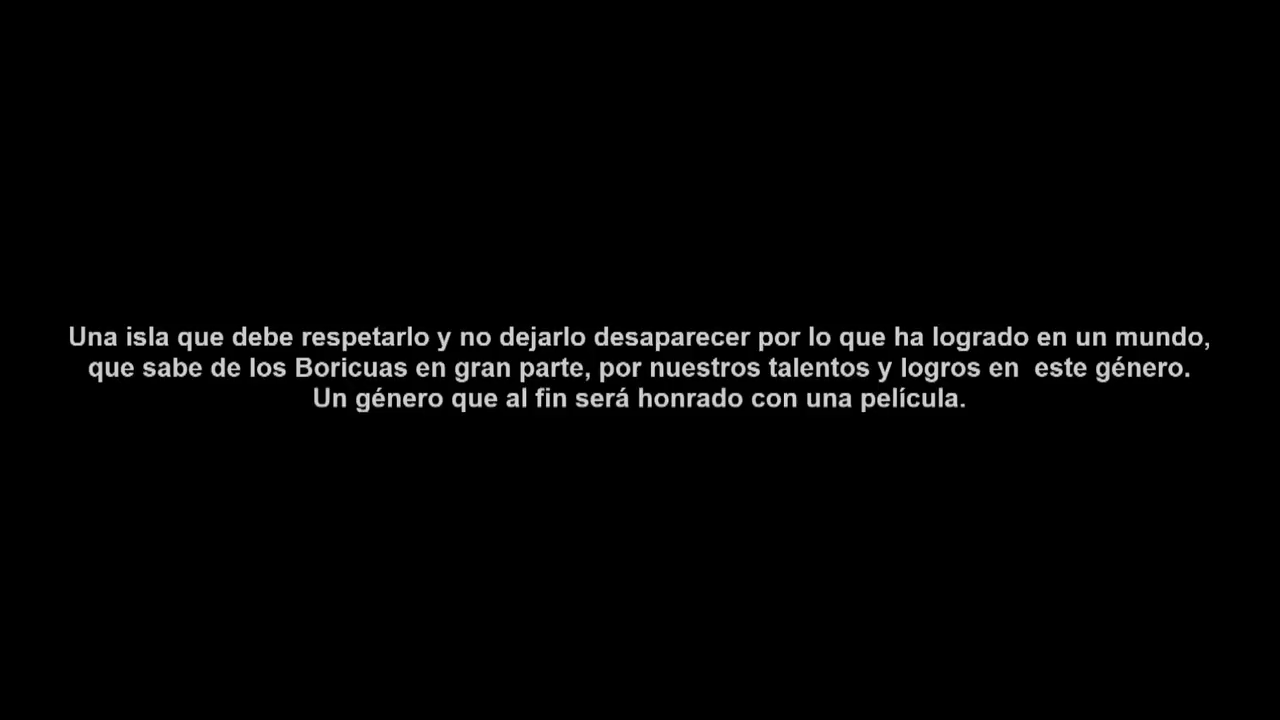 Una isla que debe respetarlo y no dejarlo desaparecer por lo que ha logrado en un mundo,
que sabe de los Boricuas en gran parte, por nuestros talentos y logros en  este género.
Un género que al fin será honrado con una película.